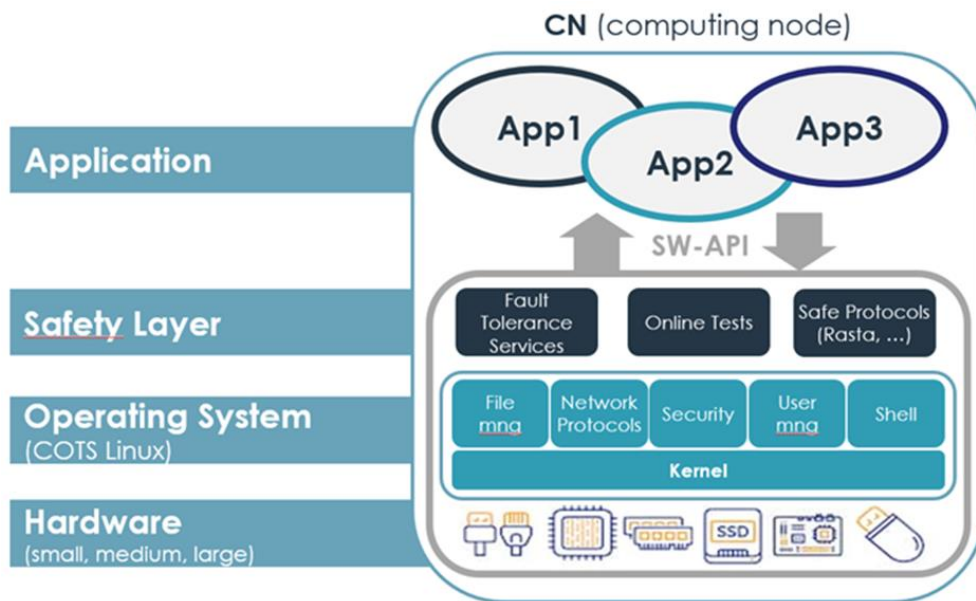 CN (computing node)
App1
App2
App3
Application
SW-API
Safety Layer
Fault
Tolerance
Services
Online Tests
Safe Protocols
(Rasta, ...)
Operating System
(COTS Linux)
File
mng
Network
Protocols
Security
User
mng
Shell
Kernel
Hardware
(small, medium, large)
SSD